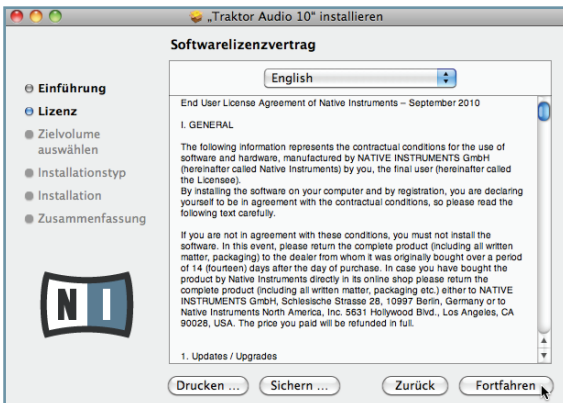 „Traktor Audio 10“ installieren
Softwarelizenzvertrag
Einführung
Lizenz
Zielvolume
auswählen
Installationstyp
Installation
Zusammenfassung
NI
English
End User License Agreement of Native Instruments – September 2010
I. GENERAL
The following information represents the contractual conditions for the use of
software and hardware, manufactured by NATIVE INSTRUMENTS GmbH
(hereinafter called Native Instruments) by you, the final user (hereinafter called
the Licensee).
By installing the software on your computer and by registration, you are declaring
yourself to be in agreement with the contractual conditions, so please read the
following text carefully.
If you are not in agreement with these conditions, you must not install the
software. In this event, please return the complete product (including all written
matter, packaging) to the dealer from whom it was originally bought over a period
of 14 (fourteen) days after the day of purchase. In case you have bought the
product by Native Instruments directly in its online shop please return the
complete product (including all written matter, packaging etc.) either to NATIVE
INSTRUMENTS GmbH, Schlesische Strasse 28, 10997 Berlin, Germany or to
Native Instruments North America, Inc. 5631 Hollywood Blvd., Los Angeles, CA
90028, USA. The price you paid will be refunded in full.
1. Updates / Upgrades
Drucken ... Sichern ... Zurück Fortfahren